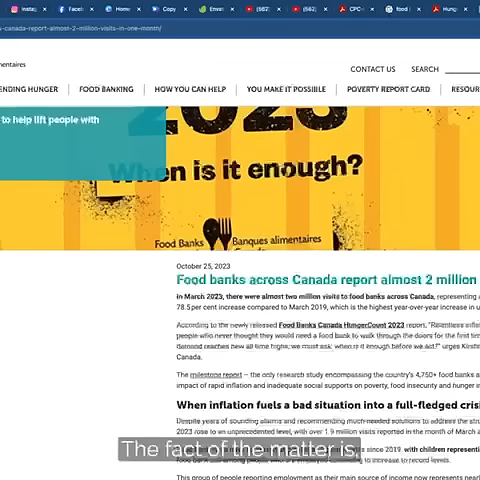 Instag
Faceb
Home
Copy
Envat
(582)
(552)
CPC-
food i
Hung
-canada-report-almost-2-million-visits-in-one-month/
mentaires
CONTACT US SEARCH
ENDING HUNGER FOOD BANKING HOW YOU CAN HELP YOU MAKE IT POSSIBLE POVERTY REPORT CARD RESOUR
to help lift people with
2023
When is it enough?
Food Banks Banques alimentaires
October 25, 2023
Food banks across Canada report almost 2 million
In March 2023, there were almost two million visits to food banks across Canada, representing
78.5 per cent increase compared to March 2019, which is the highest year-over-year increase in u
According to the newly released Food Banks Canada HungerCount 2023 report, "Relentless infla
people who never thought they would need a food bank to walk through the doors for the first tim
demand reaches new all time highs, we must ask, when is it enough before we act?" urges Kirstin
Canada.
The milestone report – the only research study encompassing the country's 4,750+ food banks a
impact of rapid inflation and inadequate social supports on poverty, food insecurity and hunger in
When inflation fuels a bad situation into a full-fledged crisi
Despite years of sounding alarms and recommending much-needed solutions to address the
2023 rose to an unprecedented level, with over 1.9 million visits reported in the month of March
since 2019, with children represent
The fact of the matter is,
to increase to record levels.
This group of people reporting employment as their main source of income now represents near